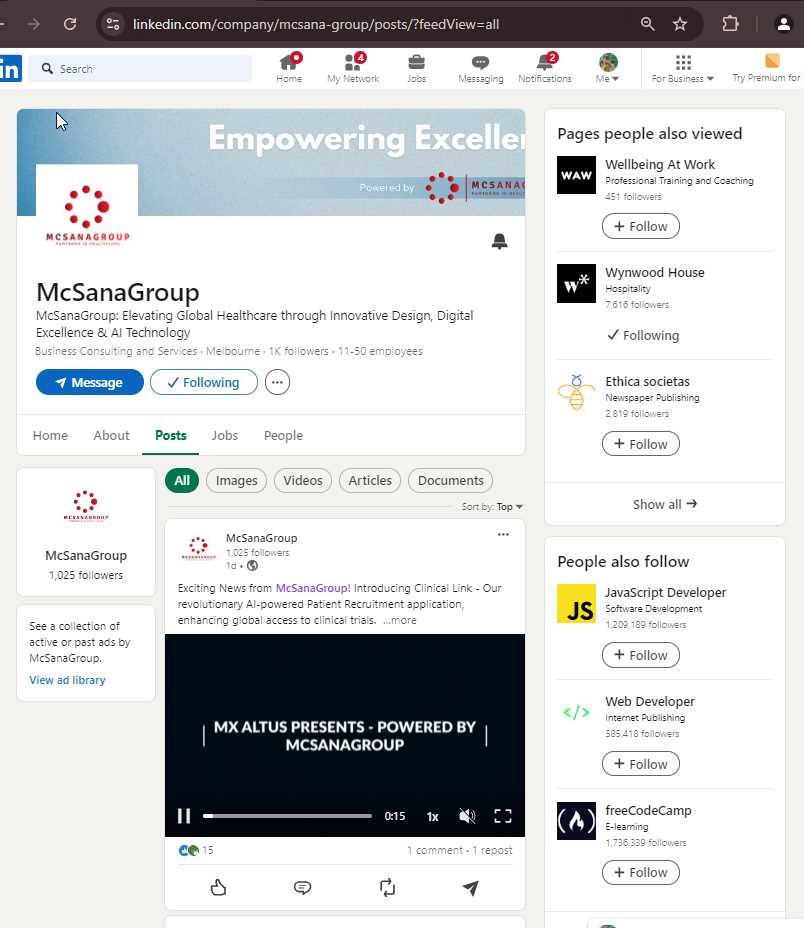 linkedin.com/company/mcsana-group/posts/?feedView=all
in
Search
Home
4
My Network
Jobs
Messaging
2
Notifications
Me
For Business
Try Premium for
Empowering Exceller
Powered by
MCSANAG
MCSANAGROUP
PARTNERS IN HEALTHCARE
McSanaGroup
McSanaGroup: Elevating Global Healthcare through Innovative Design, Digital
Excellence & AI Technology
Business Consulting and Services · Melbourne · 1K followers · 11-50 employees
Message
Following
Home
About
Posts
Jobs
People
MCSANAGROUP
McSanaGroup
1,025 followers
See a collection of
active or past ads by
McSanaGroup.
View ad library
All
Images
Videos
Articles
Documents
Sort by: Top
MCSANAGROUP
McSanaGroup
1,025 followers
1d •
Exciting News from McSanaGroup! Introducing Clinical Link - Our
revolutionary AI-powered Patient Recruitment application,
enhancing global access to clinical trials. ...more
MX ALTUS PRESENTS - POWERED BY
MCSANAGROUP
0:15
1x
15
1 comment · 1 repost
Pages people also viewed
WAW
Wellbeing At Work
Professional Training and Coaching
451 followers
+ Follow
w*
Wynwood House
Hospitality
7,616 followers
Following
Ethica societas
Newspaper Publishing
2,819 followers
+ Follow
Show all →
People also follow
JS
JavaScript Developer
Software Development
1,209,189 followers
+ Follow
</>
Web Developer
Internet Publishing
585,418 followers
+ Follow
freeCodeCamp
E-learning
1,736,339 followers
+ Follow